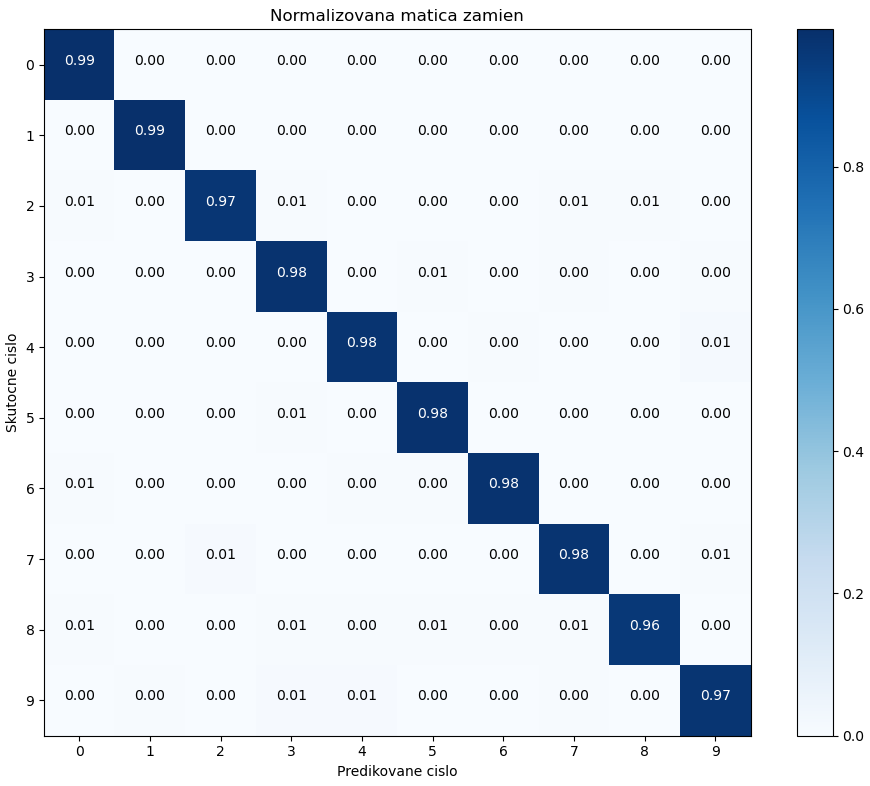 Normalizovana matica zamien
0 0.99 0.00 0.00 0.00 0.00 0.00 0.00 0.00 0.00 0.00
1 0.00 0.99 0.00 0.00 0.00 0.00 0.00 0.00 0.00 0.00
2 0.01 0.00 0.97 0.01 0.00 0.00 0.00 0.01 0.01 0.00
3 0.00 0.00 0.00 0.98 0.00 0.01 0.00 0.00 0.00 0.00
4 0.00 0.00 0.00 0.00 0.98 0.00 0.00 0.00 0.00 0.01
5 0.00 0.00 0.00 0.01 0.00 0.98 0.00 0.00 0.00 0.00
6 0.01 0.00 0.00 0.00 0.00 0.00 0.98 0.00 0.00 0.00
7 0.00 0.00 0.01 0.00 0.00 0.00 0.00 0.98 0.00 0.01
8 0.01 0.00 0.00 0.01 0.00 0.01 0.00 0.01 0.96 0.00
9 0.00 0.00 0.00 0.01 0.01 0.00 0.00 0.00 0.00 0.97
0 1 2 3 4 5 6 7 8 9
Predikovane cislo
Skutocne cislo
0.8
0.6
0.4
0.2
0.0